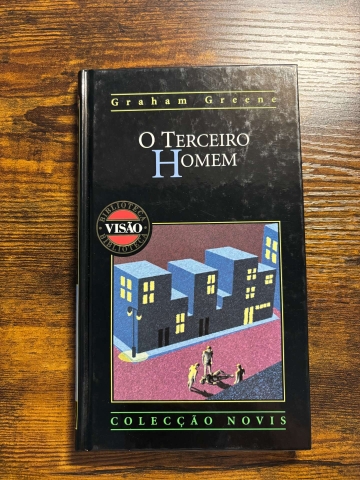 Graham Greene
O TERCEIRO
HOMEM
BIBLIOTECA
VISÃO
BIBLIOTECA
COLECÇÃO NOVIS